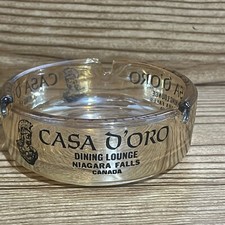 CASA D'ORO
DINING LOUNGE
NIAGARA FALLS
CANADA